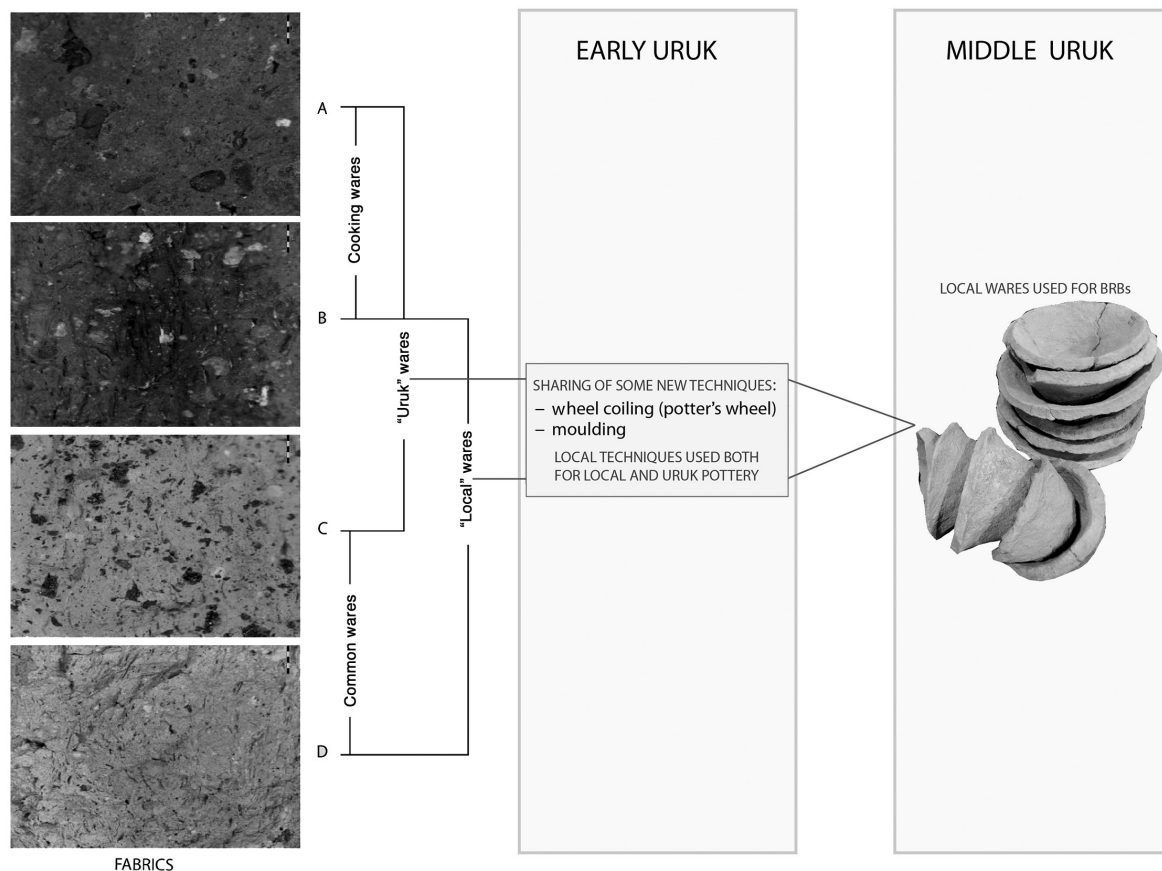 EARLY URUK
MIDDLE URUK
A
Cooking wares
B
"Uruk" wares
"Local" wares
C
Common wares
D
SHARING OF SOME NEW TECHNIQUES:
– wheel coiling (potter's wheel)
– moulding
LOCAL TECHNIQUES USED BOTH
FOR LOCAL AND URUK POTTERY
LOCAL WARES USED FOR BRBs
FABRICS